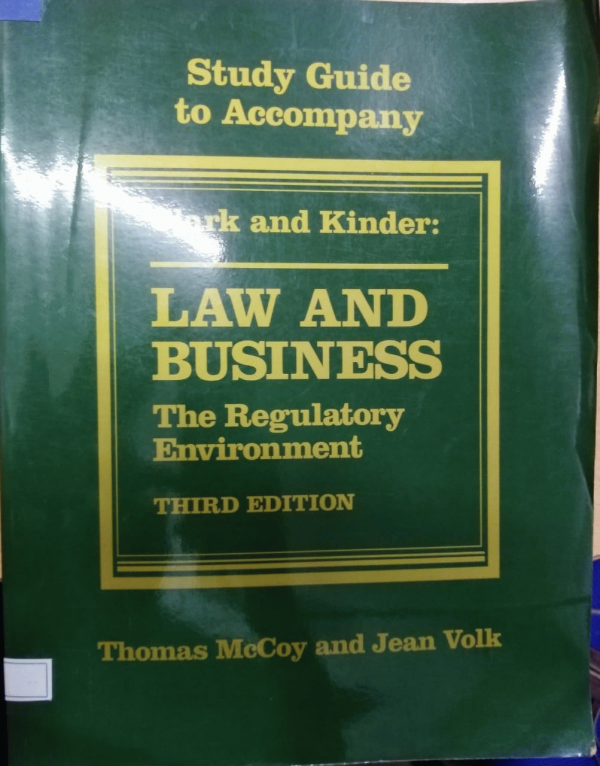 Study Guide
to Accompany
and Kinder:
LAW AND
BUSINESS
The Regulatory
Environment
THIRD EDITION
Thomas McCoy and Jean Volk